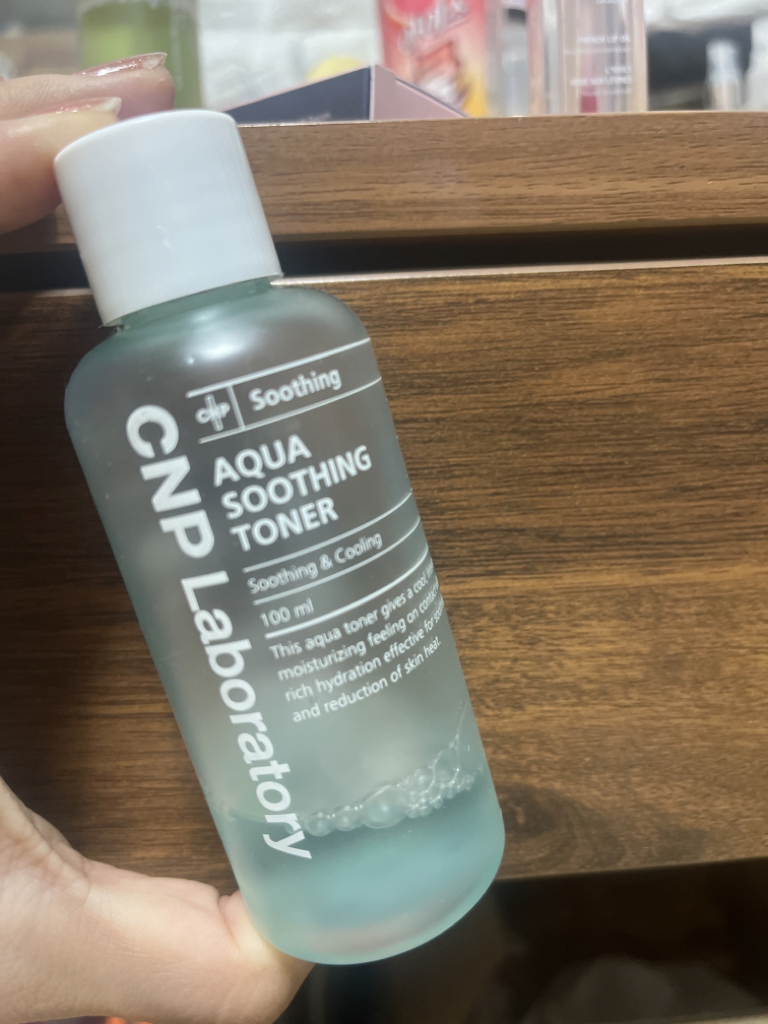 CNP Laboratory
CNP Soothing
AQUA
SOOTHING
TONER
Soothing & Cooling
100 ml
This aqua toner gives a cool,
moisturizing feeling on
rich hydration effective for
and reduction of skin heat.